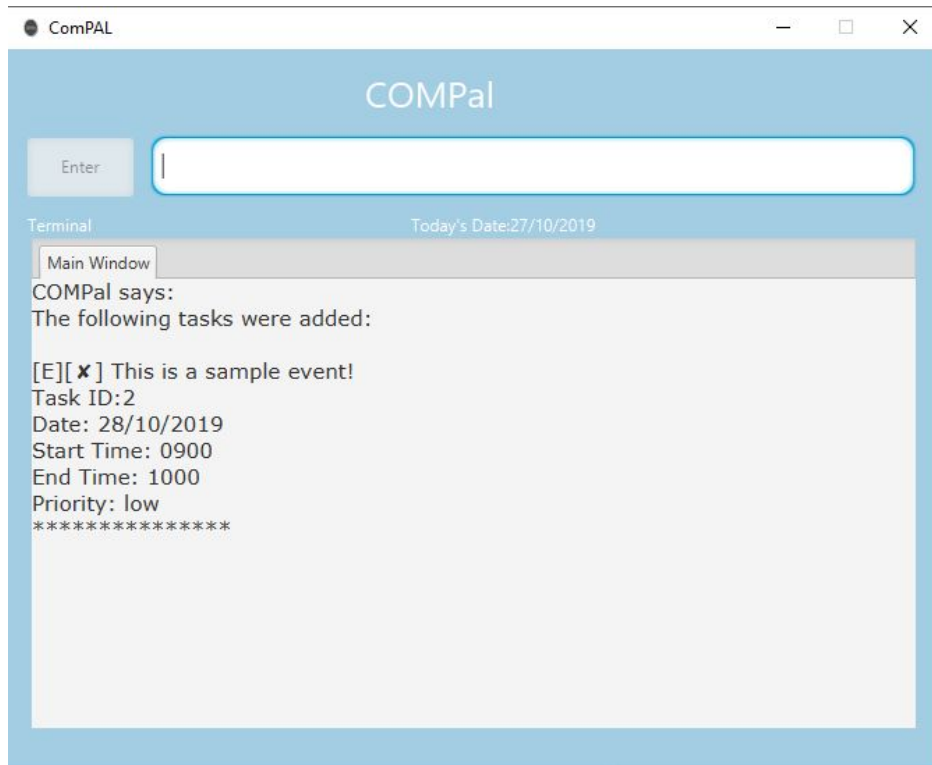 ComPAL
COMPal
Enter
Terminal Today's Date:27/10/2019
Main Window
COMPal says:
The following tasks were added:
[E][✘] This is a sample event!
Task ID:2
Date: 28/10/2019
Start Time: 0900
End Time: 1000
Priority: low
***************